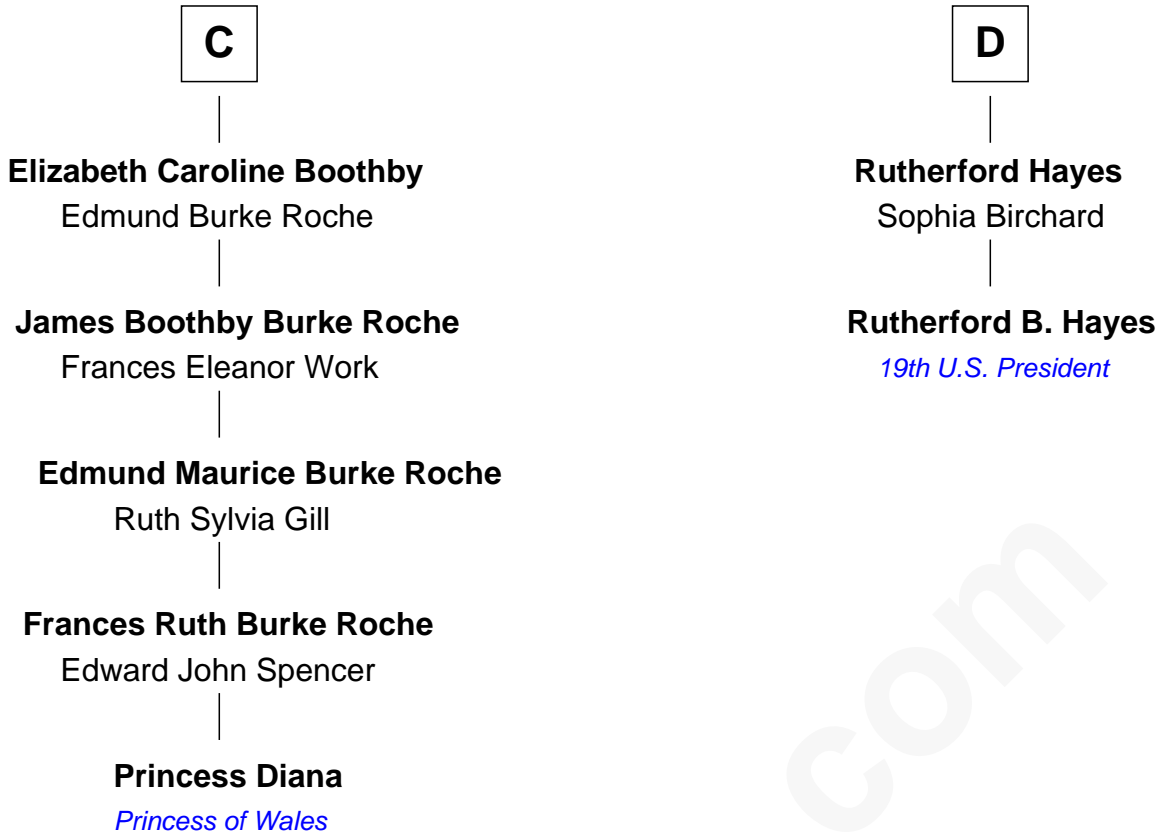 C
Elizabeth Caroline Boothby
Edmund Burke Roche
James Boothby Burke Roche
Frances Eleanor Work
Edmund Maurice Burke Roche
Ruth Sylvia Gill
Frances Ruth Burke Roche
Edward John Spencer
Princess Diana
Princess of Wales
D
Rutherford Hayes
Sophia Birchard
Rutherford B. Hayes
19th U.S. President
com